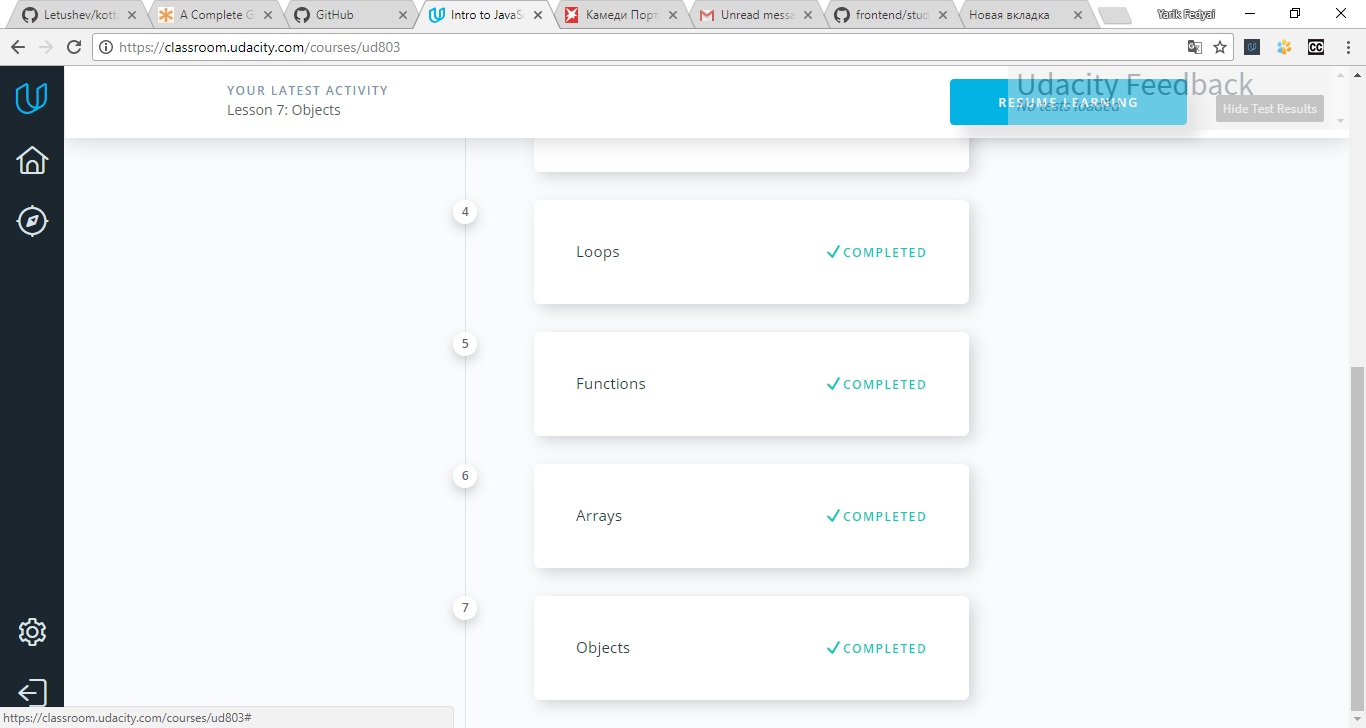 Letushev/kott
A Complete G
GitHub
Intro to JavaSc
Камеди Порт
Unread messa
frontend/stud
Новая вкладка
Yarik Fedyai
https://classroom.udacity.com/courses/ud803
CC
YOUR LATEST ACTIVITY
Lesson 7: Objects
RESUME LEARNING
Udacity Feedback
No tests loaded
Hide Test Results
4
Loops
COMPLETED
5
Functions
COMPLETED
6
Arrays
COMPLETED
7
Objects
COMPLETED
https://classroom.udacity.com/courses/ud803#